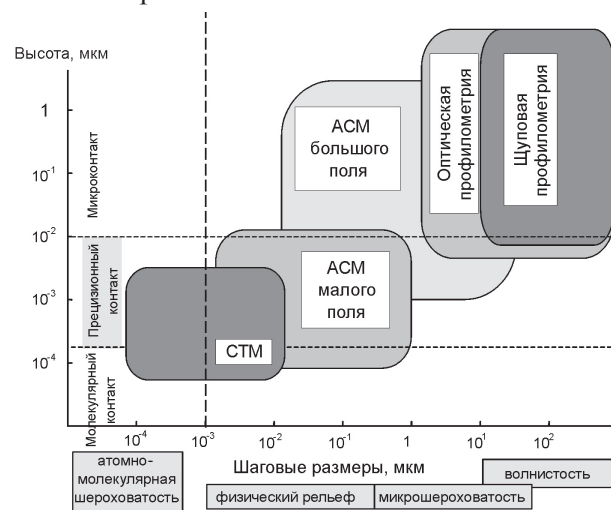 Высота, мкм
1
10⁻¹
10⁻²
10⁻³
10⁻⁴
Микроконтакт
Прецизионный
контакт
Молекулярный
контакт
АСМ
большого
поля
Оптическая
профилометрия
Щуповая
профилометрия
АСМ
малого
поля
СТМ
10⁻⁴ 10⁻³ 10⁻² 10⁻¹ 1 10¹ 10²
Шаговые размеры, мкм
атомно-
молекулярная
шероховатость
физический рельеф
микрошероховатость
волнистость